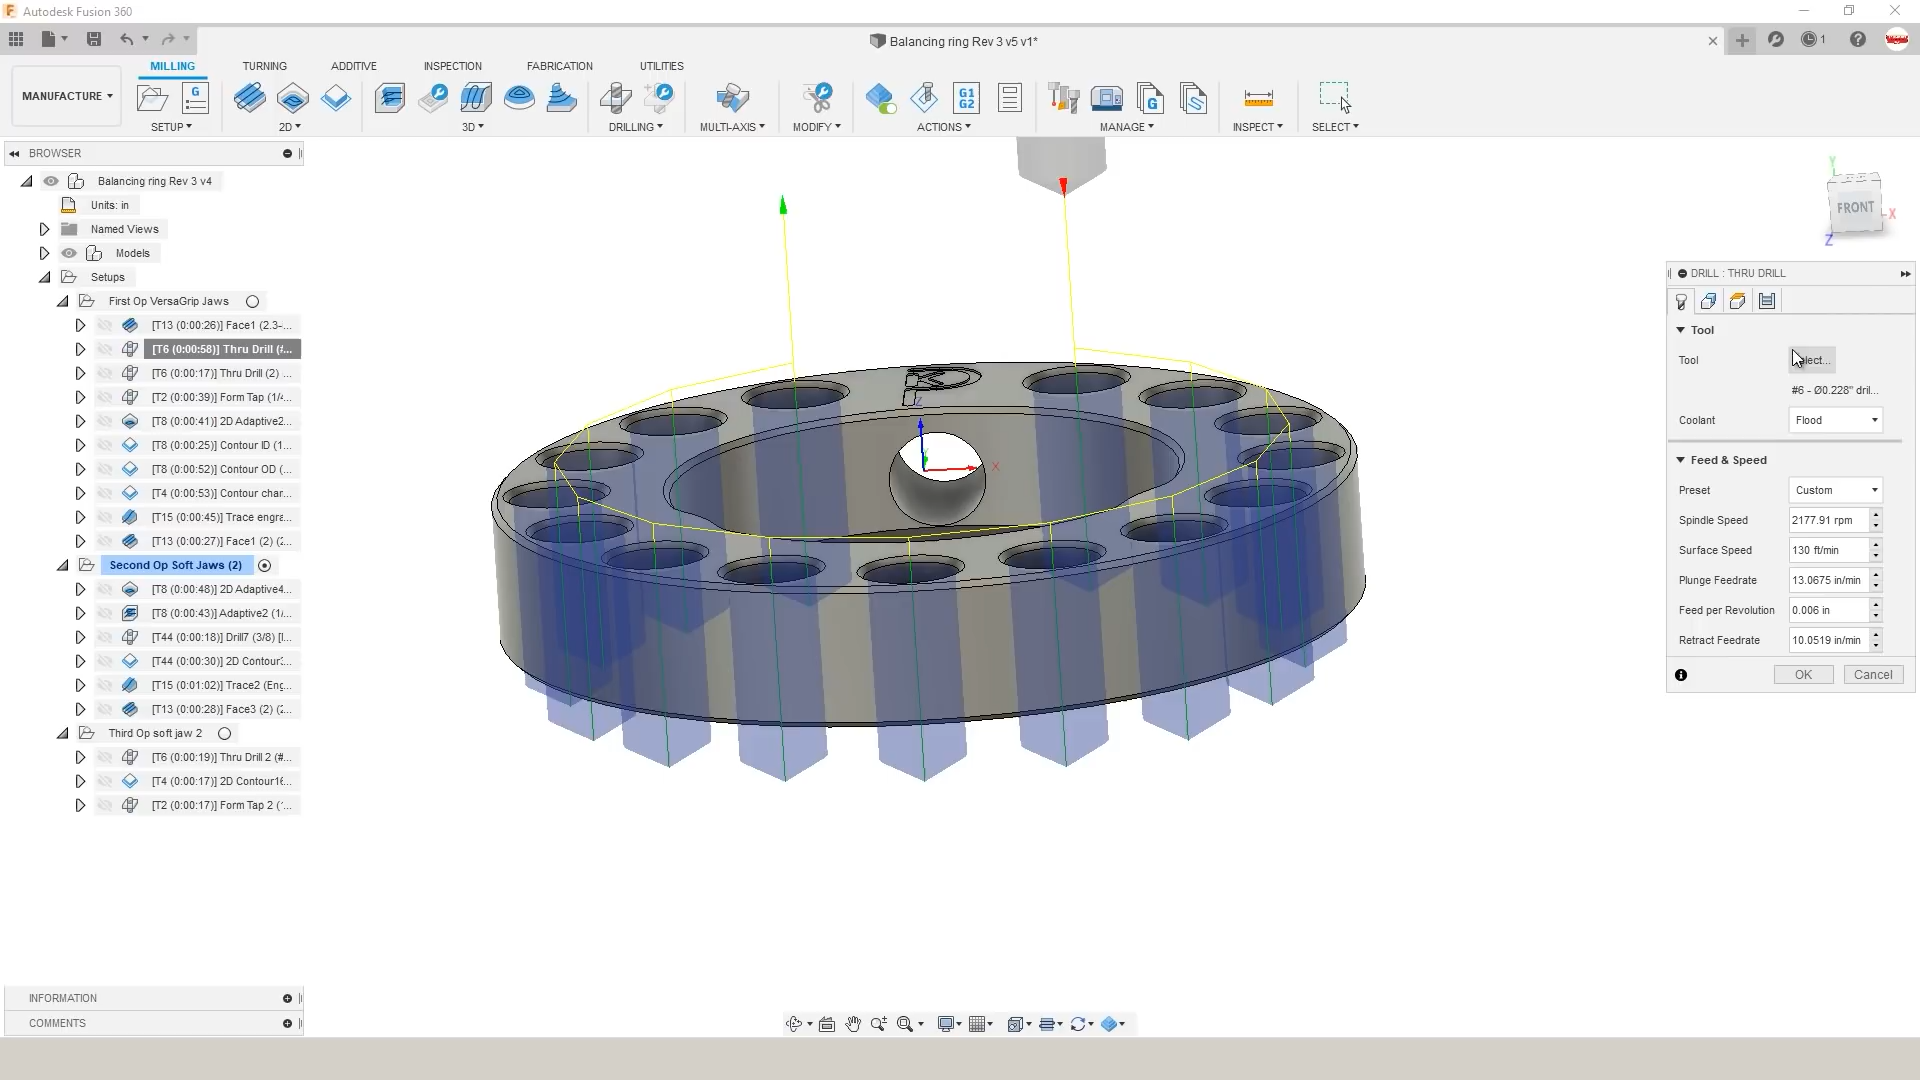 Autodesk Fusion 360
Balancing ring Rev 3 v5 v1*
1
MILLING
TURNING
ADDITIVE
INSPECTION
FABRICATION
UTILITIES
MANUFACTURE
SETUP
2D
3D
DRILLING
MULTI-AXIS
MODIFY
ACTIONS
MANAGE
INSPECT
SELECT
G1
G2
BROWSER
Balancing ring Rev 3 v4
Units: in
Named Views
Models
Setups
First Op VersaGrip Jaws
[T13 (0:00:26)] Face1 (2.3-...
[T6 (0:00:58)] Thru Drill (#...
[T6 (0:00:17)] Thru Drill (2) ...
[T2 (0:00:39)] Form Tap (1/4...
[T8 (0:00:41)] 2D Adaptive2...
[T8 (0:00:25)] Contour ID (1...
[T8 (0:00:52)] Contour OD (...
[T4 (0:00:53)] Contour char...
[T15 (0:00:45)] Trace engra...
[T13 (0:00:27)] Face1 (2) (2...
Second Op Soft Jaws (2)
[T8 (0:00:48)] 2D Adaptive4...
[T8 (0:00:43)] Adaptive2 (1/...
[T44 (0:00:18)] Drill7 (3/8) [I...
[T44 (0:00:30)] 2D Contour...
[T15 (0:01:02)] Trace2 (Eng...
[T13 (0:00:28)] Face3 (2) (2...
Third Op soft jaw 2
[T6 (0:00:19)] Thru Drill 2 (#...
[T4 (0:00:17)] 2D Contour16...
[T2 (0:00:17)] Form Tap 2 (...
INFORMATION
COMMENTS
Z
X
Y
FRONT
X
Z
DRILL : THRU DRILL
Tool
Tool
#6 - Ø0.228" dril...
Coolant
Flood
Feed & Speed
Preset
Custom
Spindle Speed
2177.91 rpm
Surface Speed
130 ft/min
Plunge Feedrate
13.0675 in/min
Feed per Revolution
0.006 in
Retract Feedrate
10.0519 in/min
OK
Cancel